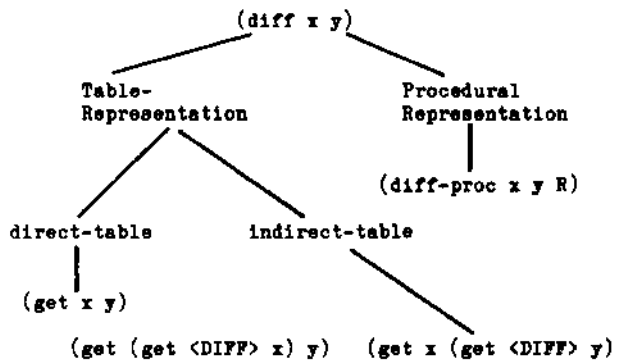 (diff x y)
Table-
Representation
Procedural
Representation
(diff-proc x y R)
direct-table
indirect-table
(get x y)
(get (get <DIFF> x) y)
(get x (get <DIFF> y)